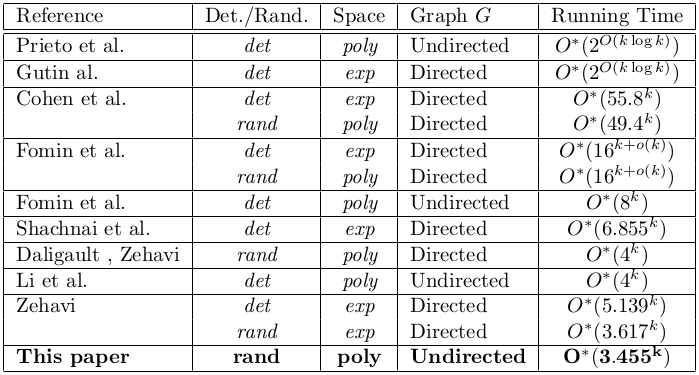 Reference Det./Rand. Space Graph G Running Time
Prieto et al. det poly Undirected O*(2^{O(k log k)})
Gutin al. det exp Directed O*(2^{O(k log k)})
Cohen et al. det exp Directed O*(55.8^k)
rand poly Directed O*(49.4^k)
Fomin et al. det exp Directed O*(16^{k+o(k)})
rand poly Directed O*(16^{k+o(k)})
Fomin et al. det poly Undirected O*(8^k)
Shachnai et al. det exp Directed O*(6.855^k)
Daligault , Zehavi rand poly Directed O*(4^k)
Li et al. det poly Undirected O*(4^k)
Zehavi det exp Directed O*(5.139^k)
rand exp Directed O*(3.617^k)
This paper rand poly Undirected O*(3.455^k)